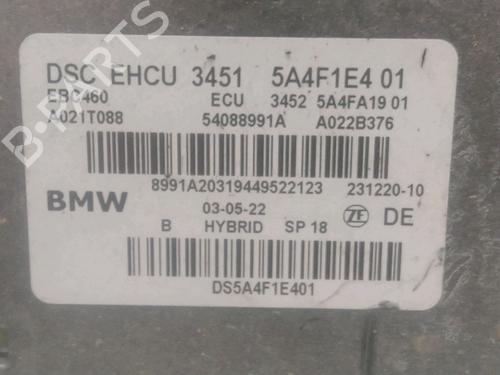 B-PARTS
DSC EHCU 3451 5A4F1E4 01
EBC460 ECU 3452 5A4FA19 01
A021T088 54088991A A022B376
8991A20319449522123 231220-10
BMW 03-05-22 ZF DE
B HYBRID SP 18
DS5A4F1E401